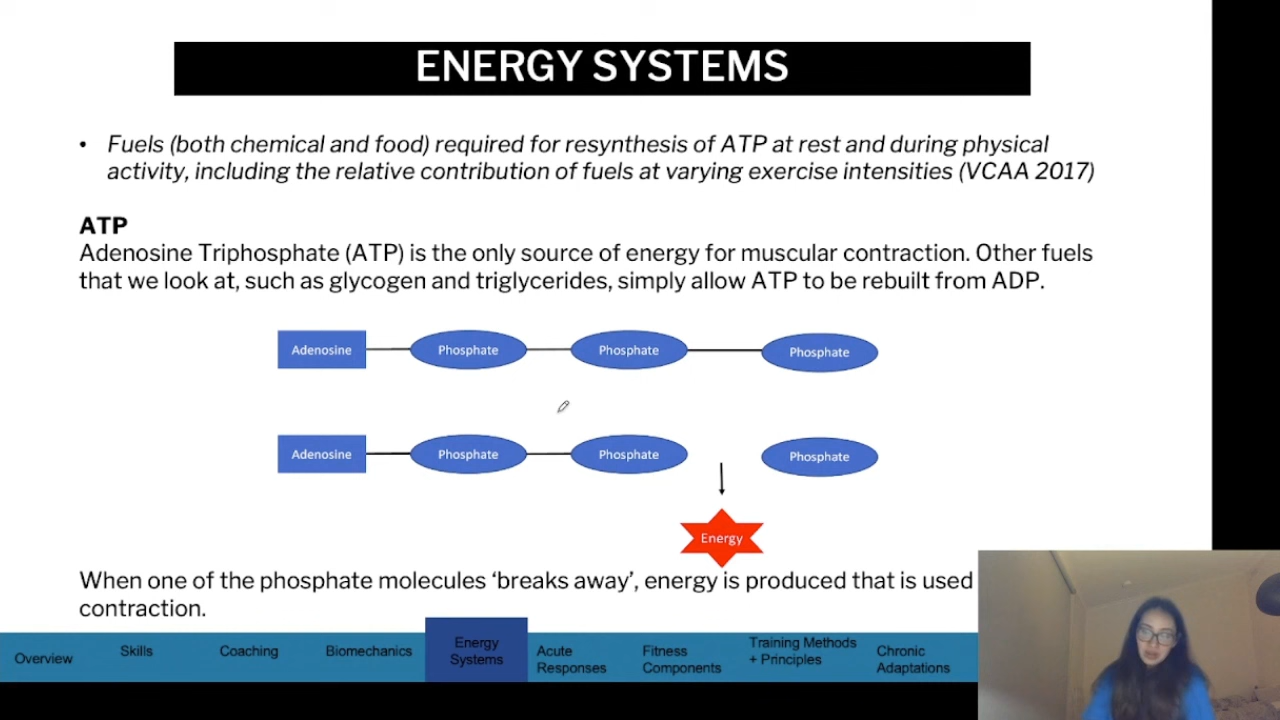 ENERGY SYSTEMS
• Fuels (both chemical and food) required for resynthesis of ATP at rest and during physical
activity, including the relative contribution of fuels at varying exercise intensities (VCAA 2017)
ATP
Adenosine Triphosphate (ATP) is the only source of energy for muscular contraction. Other fuels
that we look at, such as glycogen and triglycerides, simply allow ATP to be rebuilt from ADP.
Adenosine Phosphate Phosphate Phosphate
Adenosine Phosphate Phosphate Phosphate
Energy
When one of the phosphate molecules ‘breaks away’, energy is produced that is used
contraction.
Overview
Skills
Coaching
Biomechanics
Energy
Systems
Acute
Responses
Fitness
Components
Training Methods
+ Principles
Chronic
Adaptations